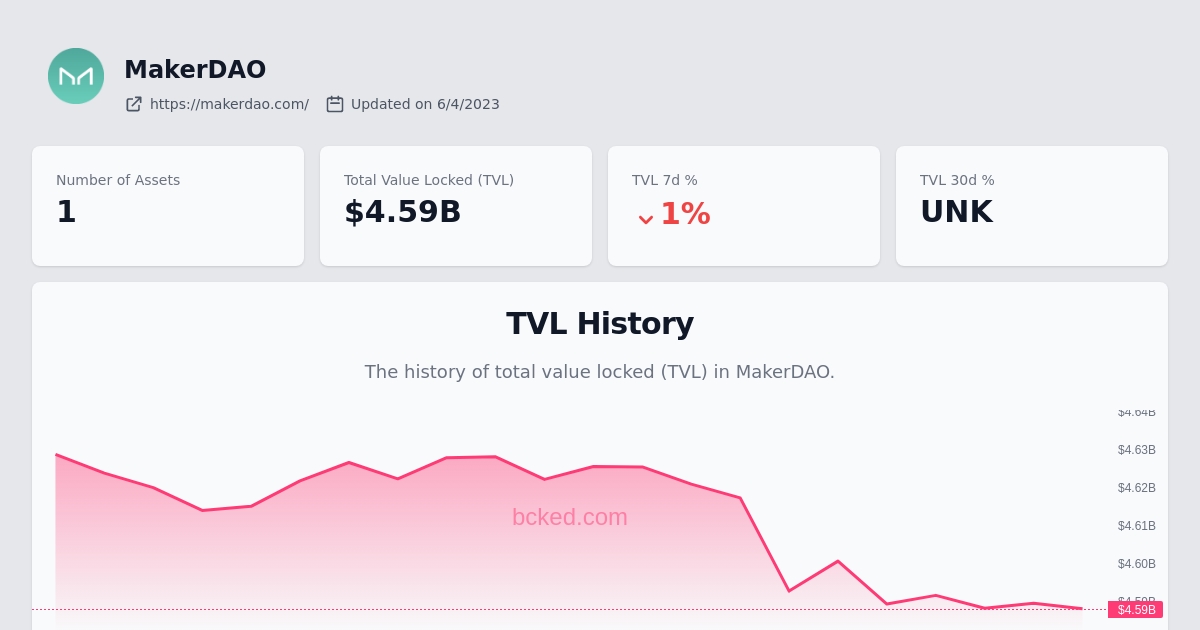 MakerDAO
https://makerdao.com/ Updated on 6/4/2023
Number of Assets
1
Total Value Locked (TVL)
$4.59B
TVL 7d %
1%
TVL 30d %
UNK
TVL History
The history of total value locked (TVL) in MakerDAO.
$4.64B
$4.63B
$4.62B
bcked.com
$4.61B
$4.60B
$4.59B
$4.59B